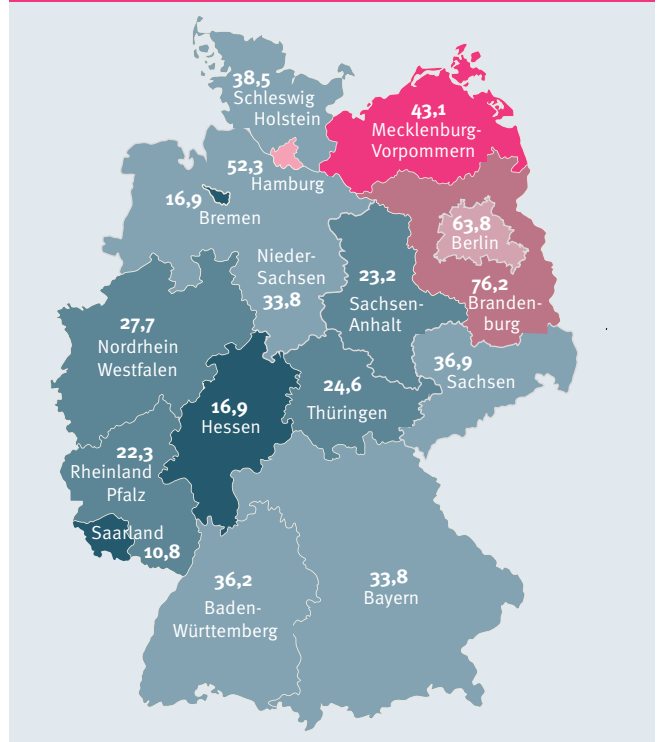 38,5
Schleswig
Holstein
43,1
Mecklenburg-
Vorpommern
52,3
Hamburg
16,9
Bremen
63,8
Berlin
Nieder-
Sachsen
33,8
23,2
Sachsen-
Anhalt
76,2
Branden-
burg
27,7
Nordrhein
Westfalen
36,9
Sachsen
24,6
Thüringen
16,9
Hessen
22,3
Rheinland
Pfalz
Saarland
10,8
36,2
Baden-
Württemberg
33,8
Bayern